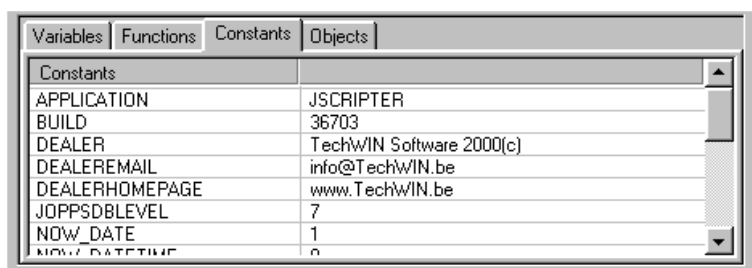 Variables Functions Constants Objects
Constants
APPLICATION JSCRIPTER
BUILD 36703
DEALER TechWIN Software 2000(c)
DEALEREMAIL info@TechWIN.be
DEALERHOMEPAGE www.TechWIN.be
JOPPSDBLEVEL 7
NOW_DATE 1
NOW_DATETIME